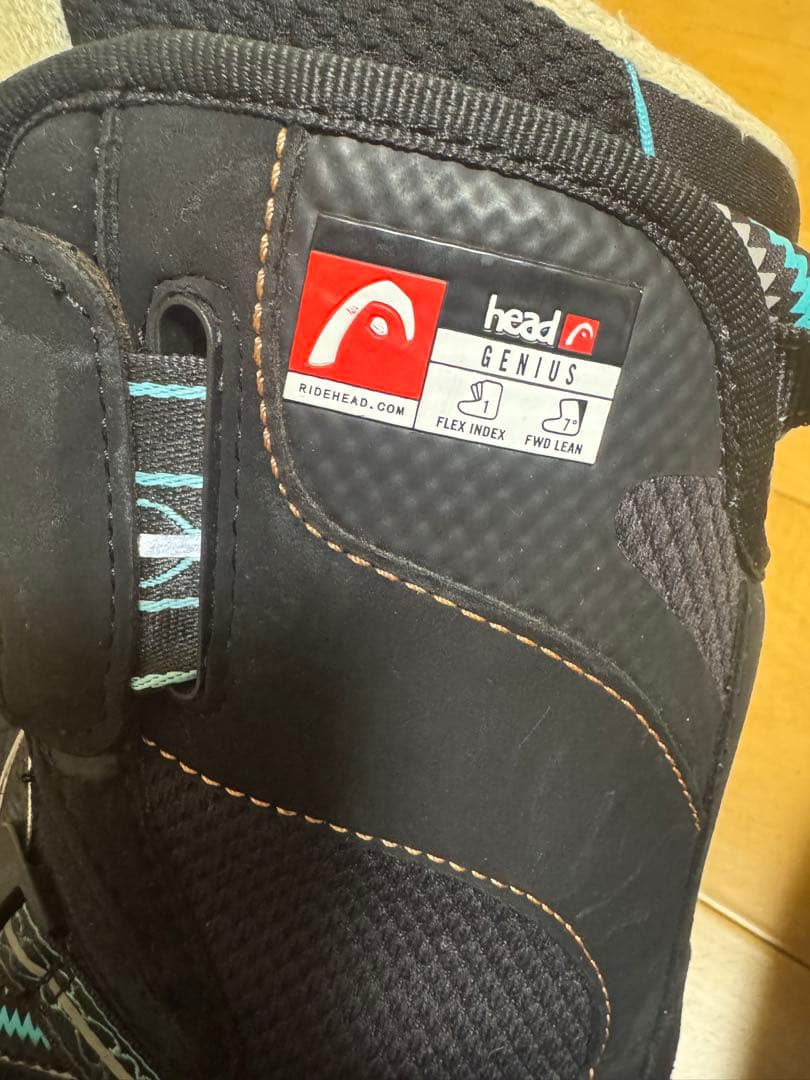 head
GENIUS
RIDEHEAD.COM
1
7°
FLEX INDEX
FWD LEAN